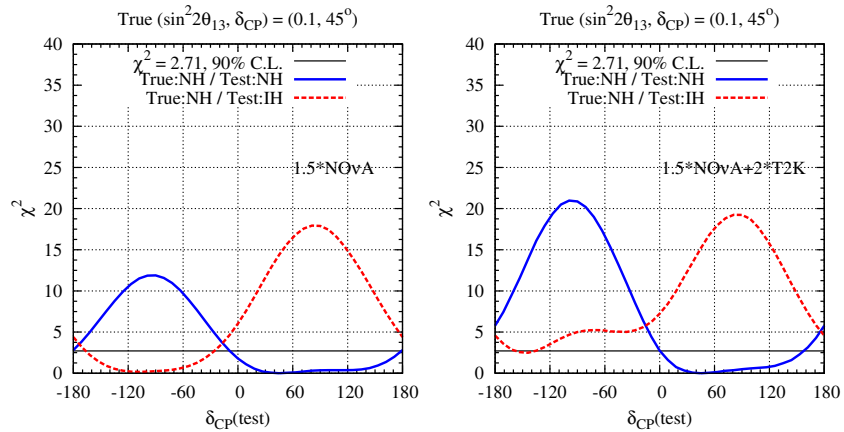 True (sin²2θ₁₃, δ_CP) = (0.1, 45°)
χ² = 2.71, 90% C.L.
True:NH / Test:NH
True:NH / Test:IH
1.5*NOνA
χ²
40
35
30
25
20
15
10
5
0
-180 -120 -60 0 60 120 180
δ_CP(test)
True (sin²2θ₁₃, δ_CP) = (0.1, 45°)
χ² = 2.71, 90% C.L.
True:NH / Test:NH
True:NH / Test:IH
1.5*NOνA+2*T2K
χ²
40
35
30
25
20
15
10
5
0
-180 -120 -60 0 60 120 180
δ_CP(test)